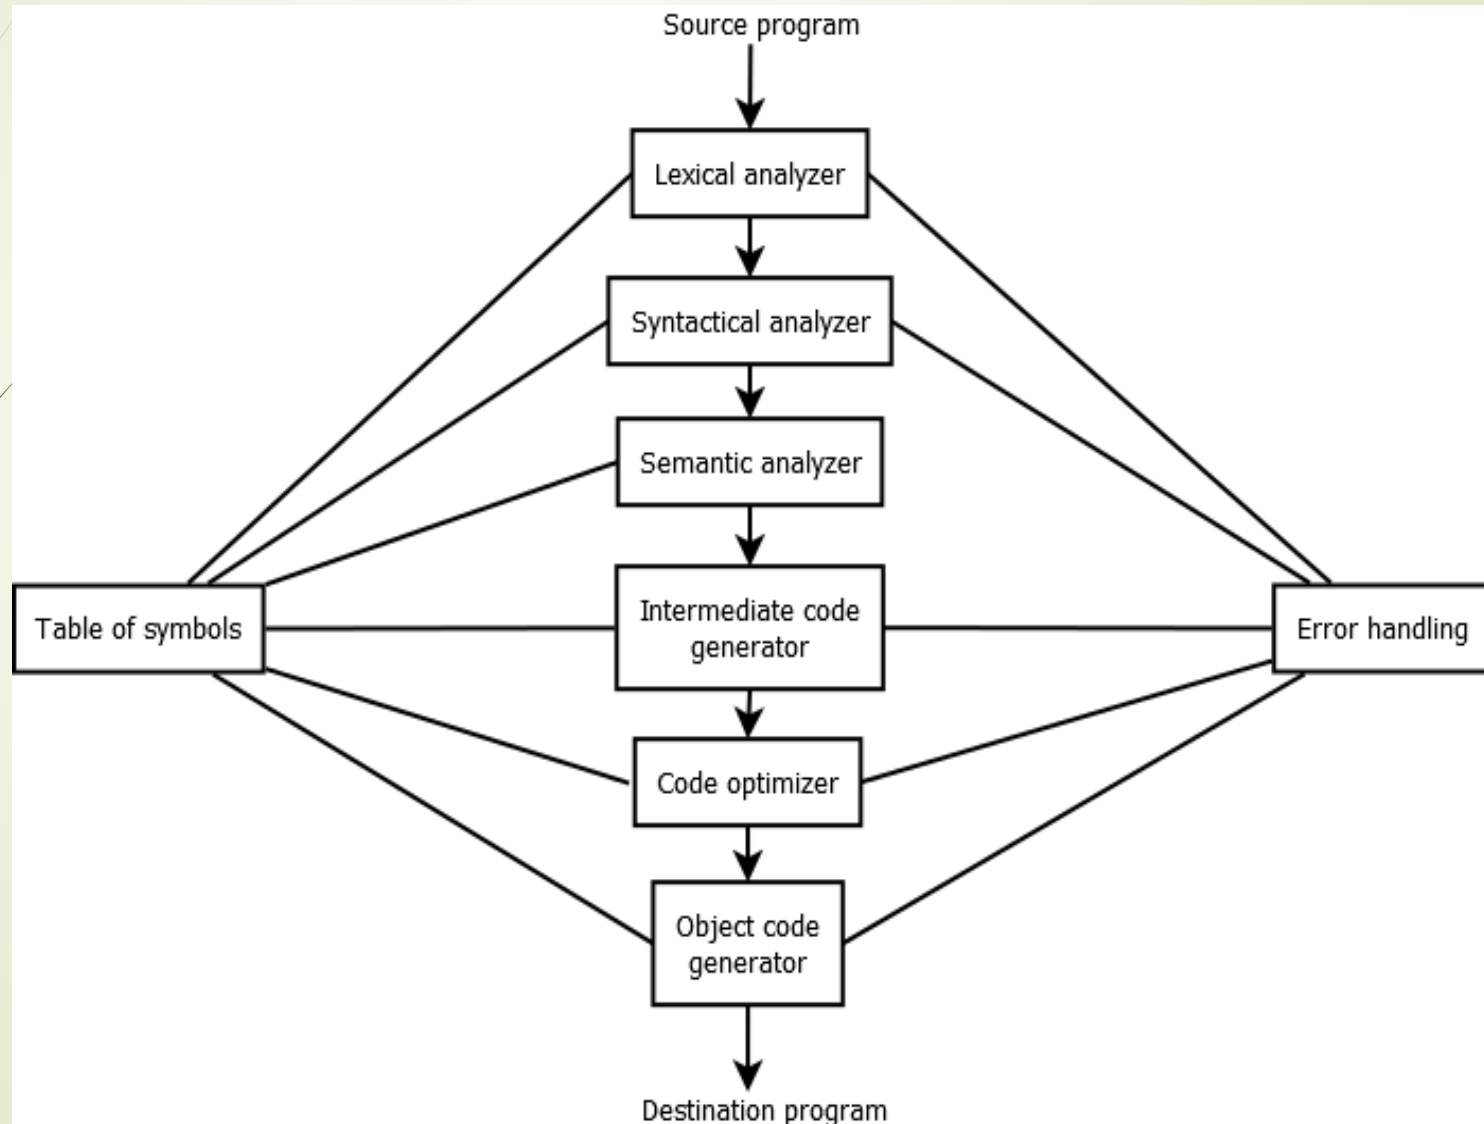 Source program
Lexical analyzer
Syntactical analyzer
Semantic analyzer
Table of symbols
Intermediate code
generator
Error handling
Code optimizer
Object code
generator
Destination program